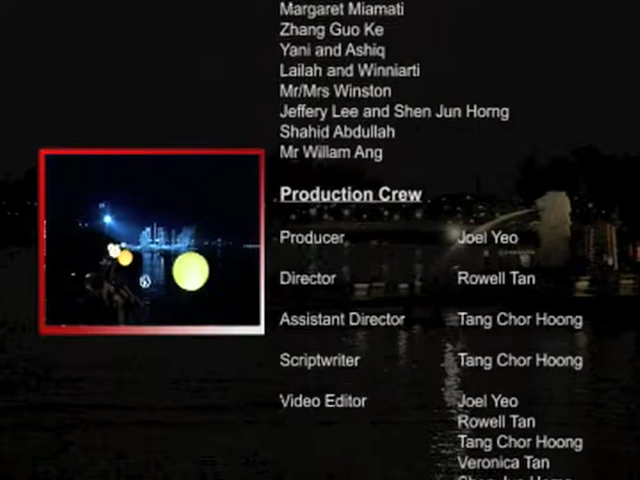 Margaret Miamati
Zhang Guo Ke
Yani and Ashiq
Lailah and Winniarti
Mr/Mrs Winston
Jeffery Lee and Shen Jun Horng
Shahid Abdullah
Mr Willam Ang
Production Crew
Producer Joel Yeo
Director Rowell Tan
Assistant Director Tang Chor Hoong
Scriptwriter Tang Chor Hoong
Video Editor Joel Yeo
Rowell Tan
Tang Chor Hoong
Veronica Tan